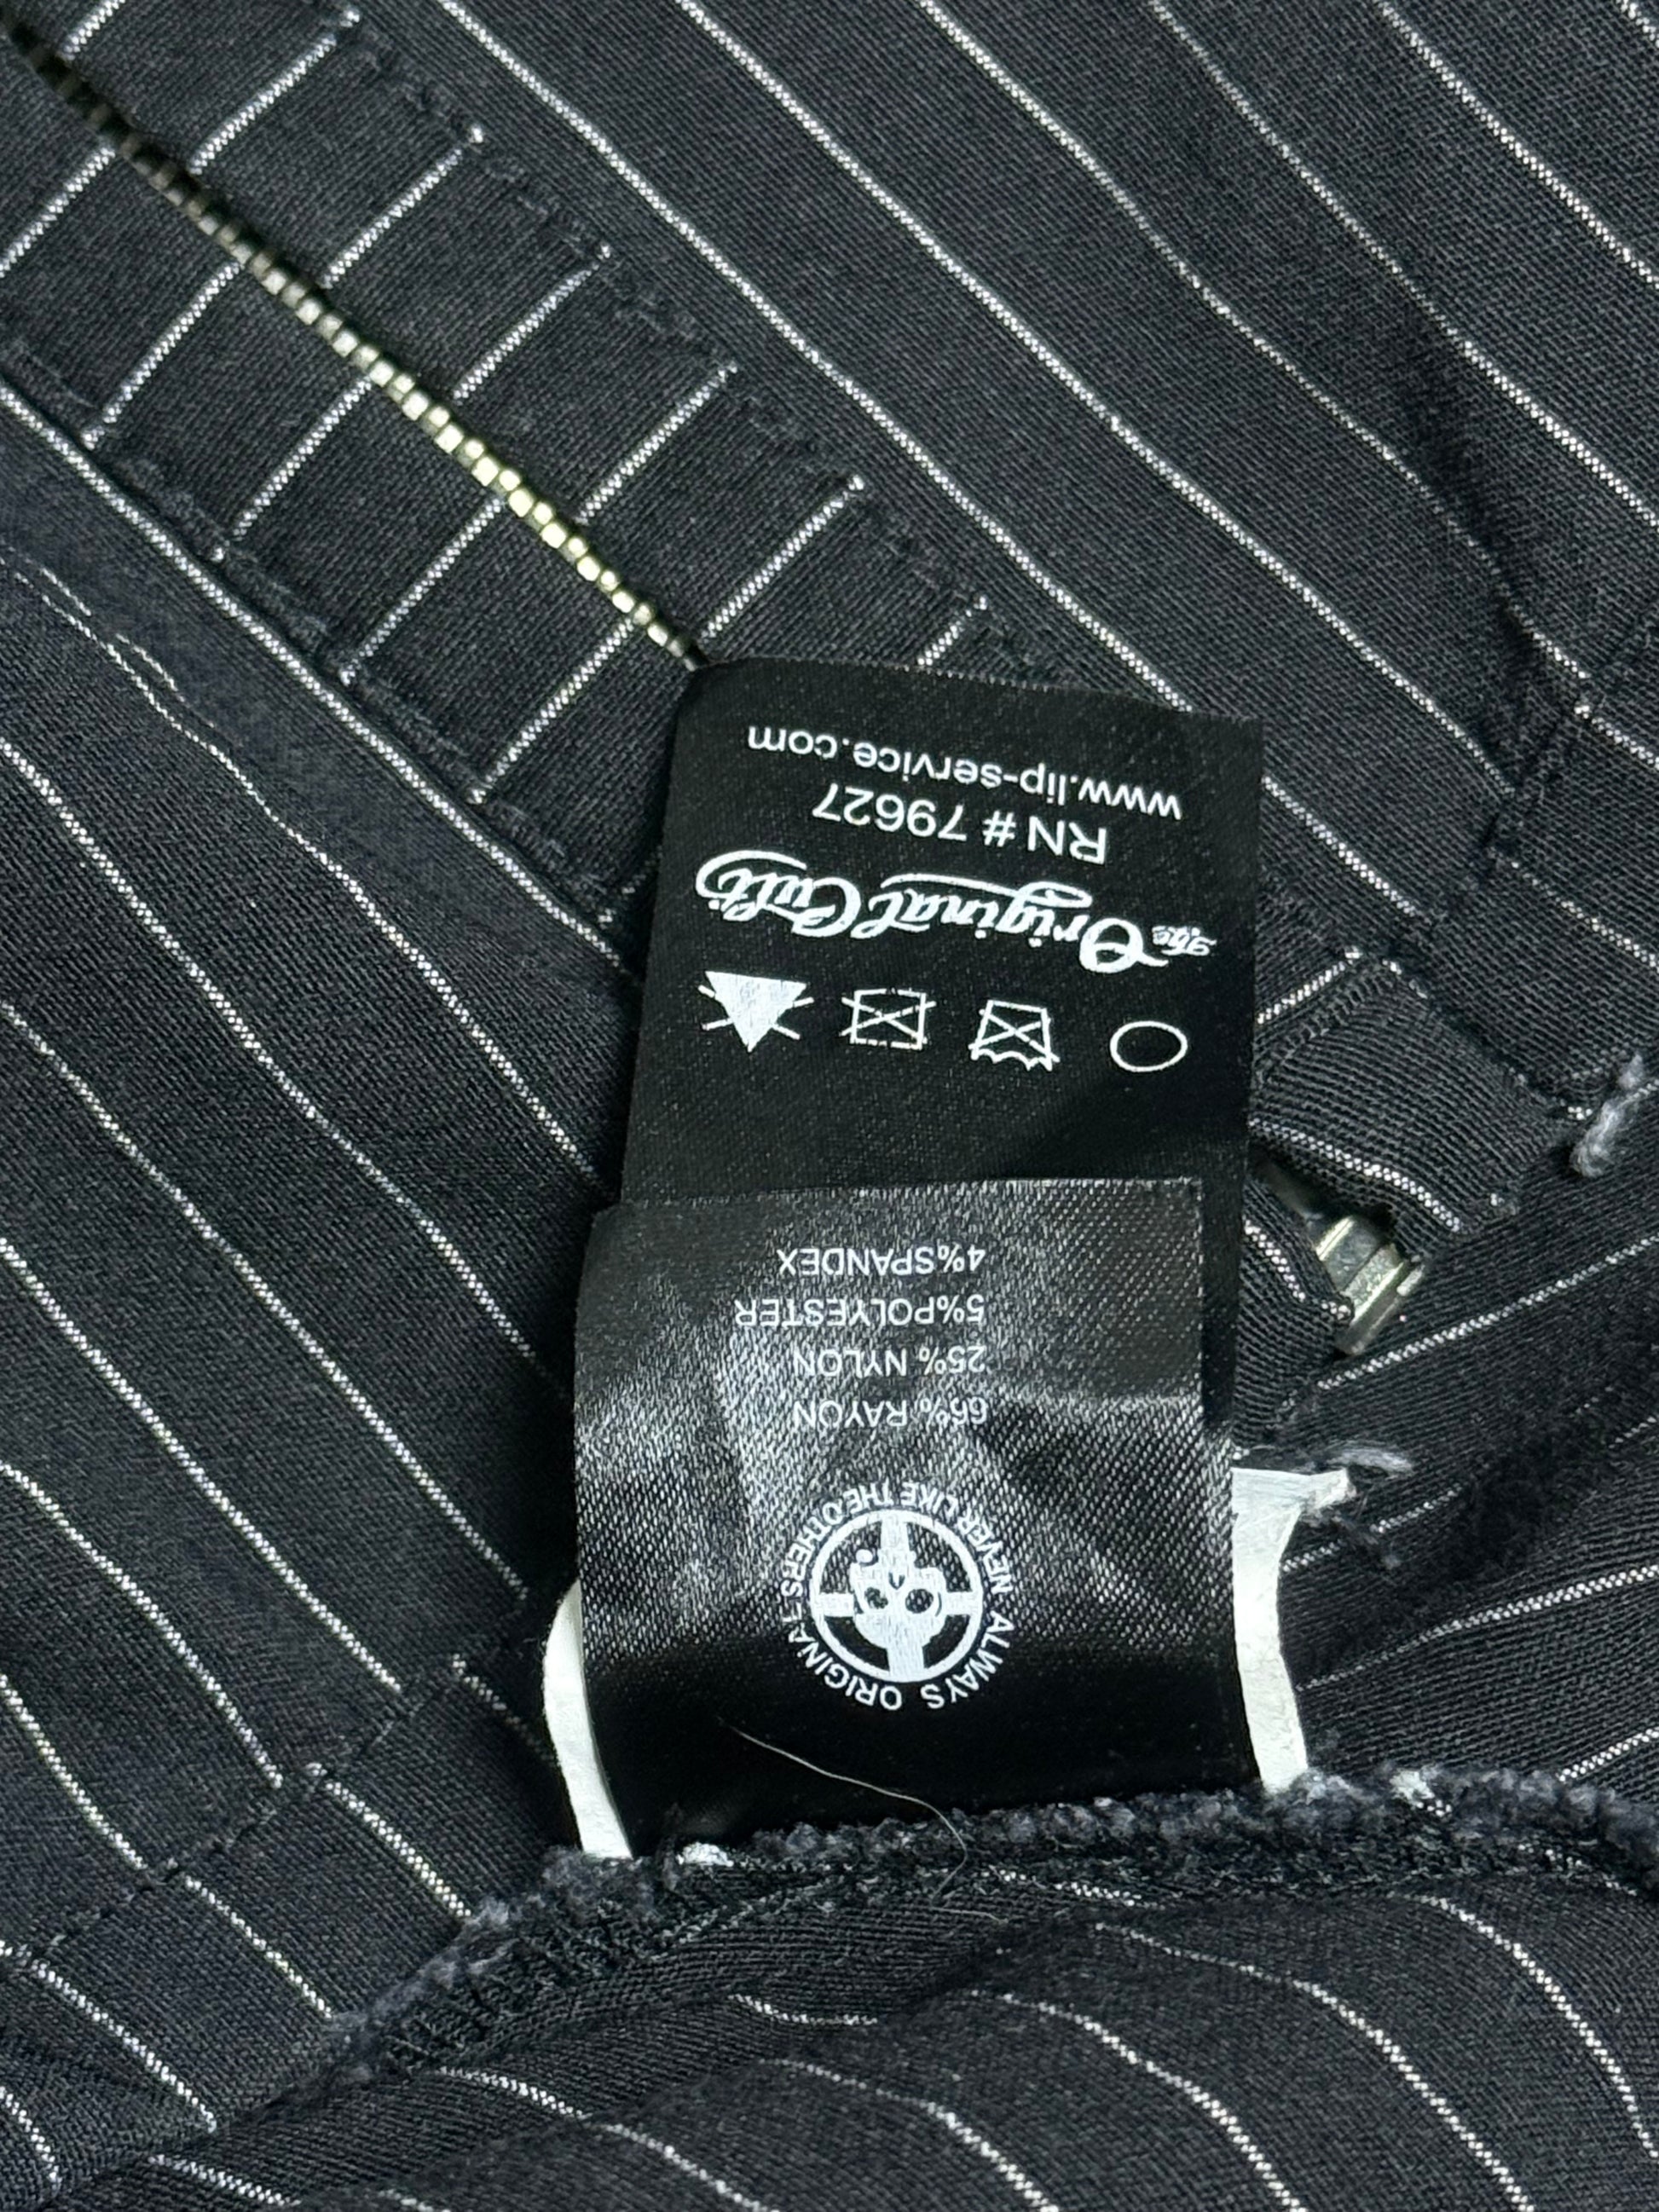 ALWAYS ORIGINAL - NEVER LIKE THE OTHERS -
66% RAYON
25% NYLON
5%POLYESTER
4%SPANDEX
The Original Cult
RN # 79627
www.lip-service.com